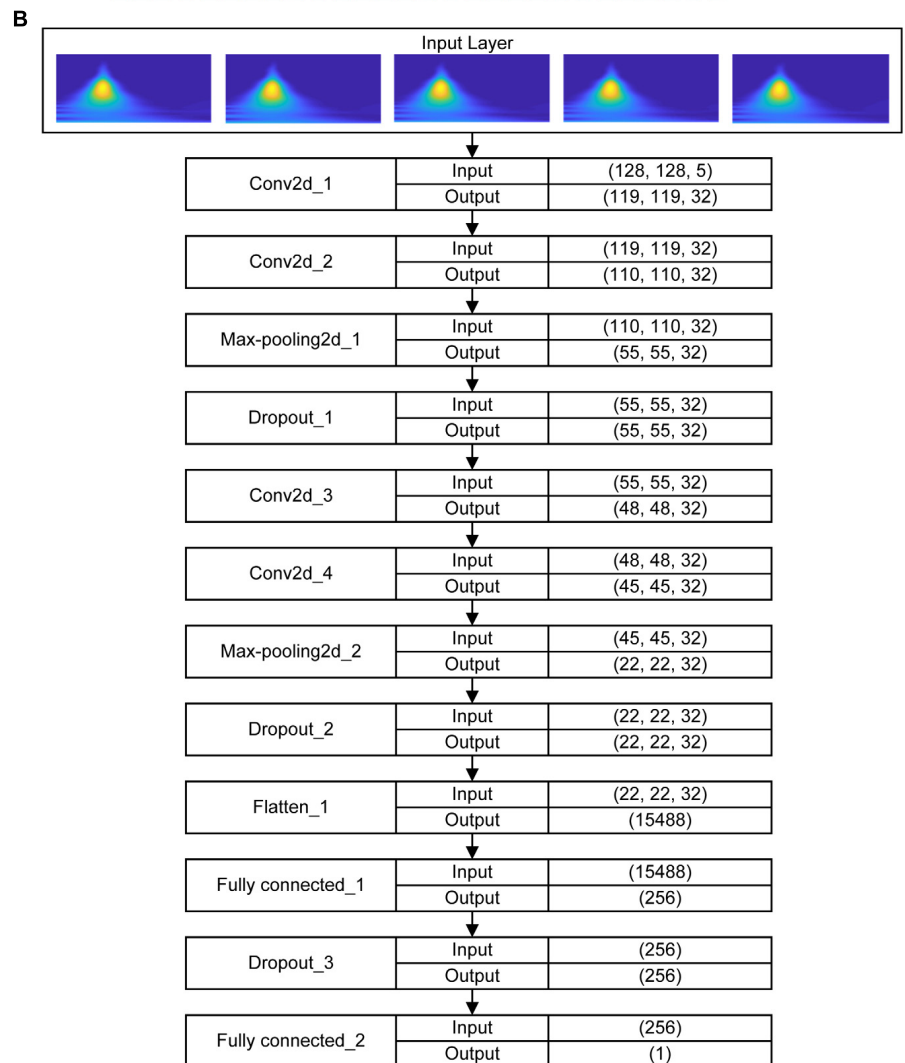 B
Input Layer
Conv2d_1
Input (128, 128, 5)
Output (119, 119, 32)
Conv2d_2
Input (119, 119, 32)
Output (110, 110, 32)
Max-pooling2d_1
Input (110, 110, 32)
Output (55, 55, 32)
Dropout_1
Input (55, 55, 32)
Output (55, 55, 32)
Conv2d_3
Input (55, 55, 32)
Output (48, 48, 32)
Conv2d_4
Input (48, 48, 32)
Output (45, 45, 32)
Max-pooling2d_2
Input (45, 45, 32)
Output (22, 22, 32)
Dropout_2
Input (22, 22, 32)
Output (22, 22, 32)
Flatten_1
Input (22, 22, 32)
Output (15488)
Fully connected_1
Input (15488)
Output (256)
Dropout_3
Input (256)
Output (256)
Fully connected_2
Input (256)
Output (1)